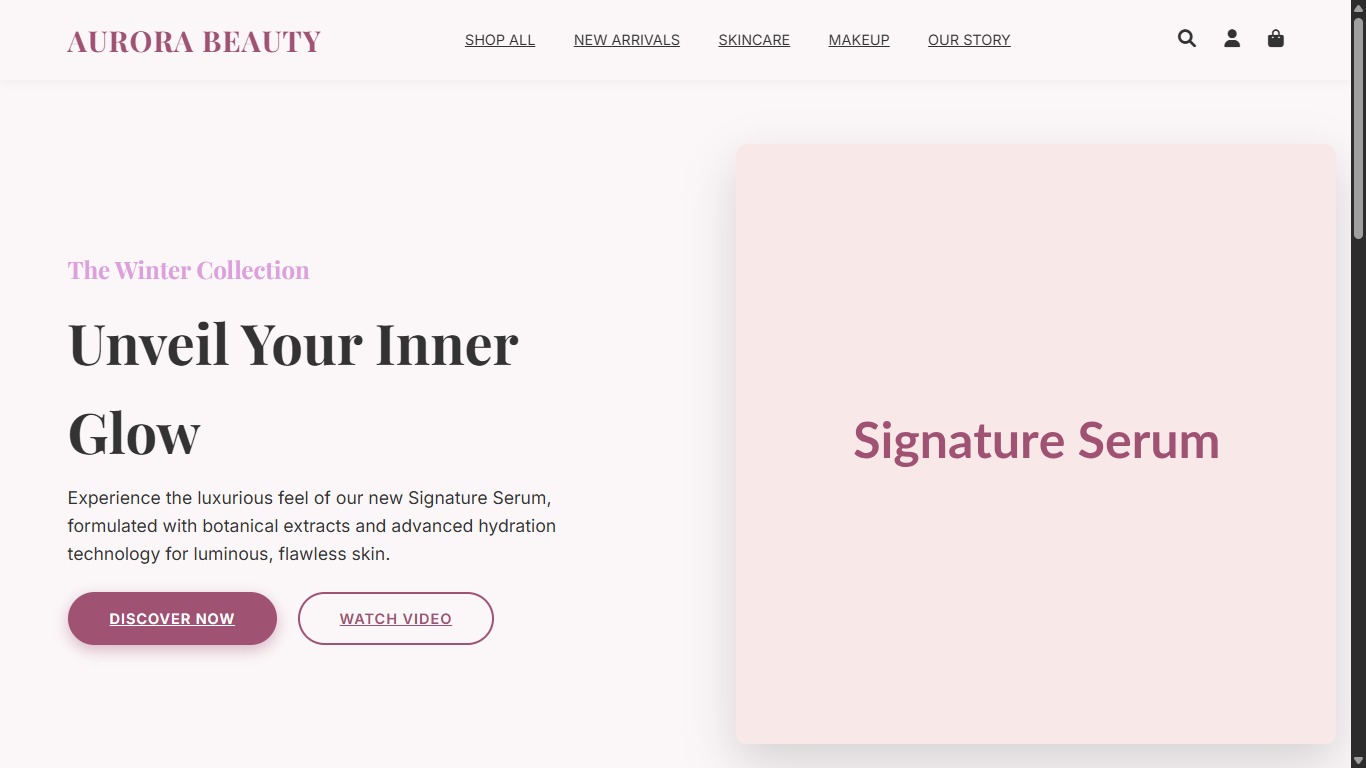 AURORA BEAUTY
SHOP ALL
NEW ARRIVALS
SKINCARE
MAKEUP
OUR STORY
The Winter Collection
Unveil Your Inner
Glow
Experience the luxurious feel of our new Signature Serum,
formulated with botanical extracts and advanced hydration
technology for luminous, flawless skin.
DISCOVER NOW
WATCH VIDEO
Signature Serum